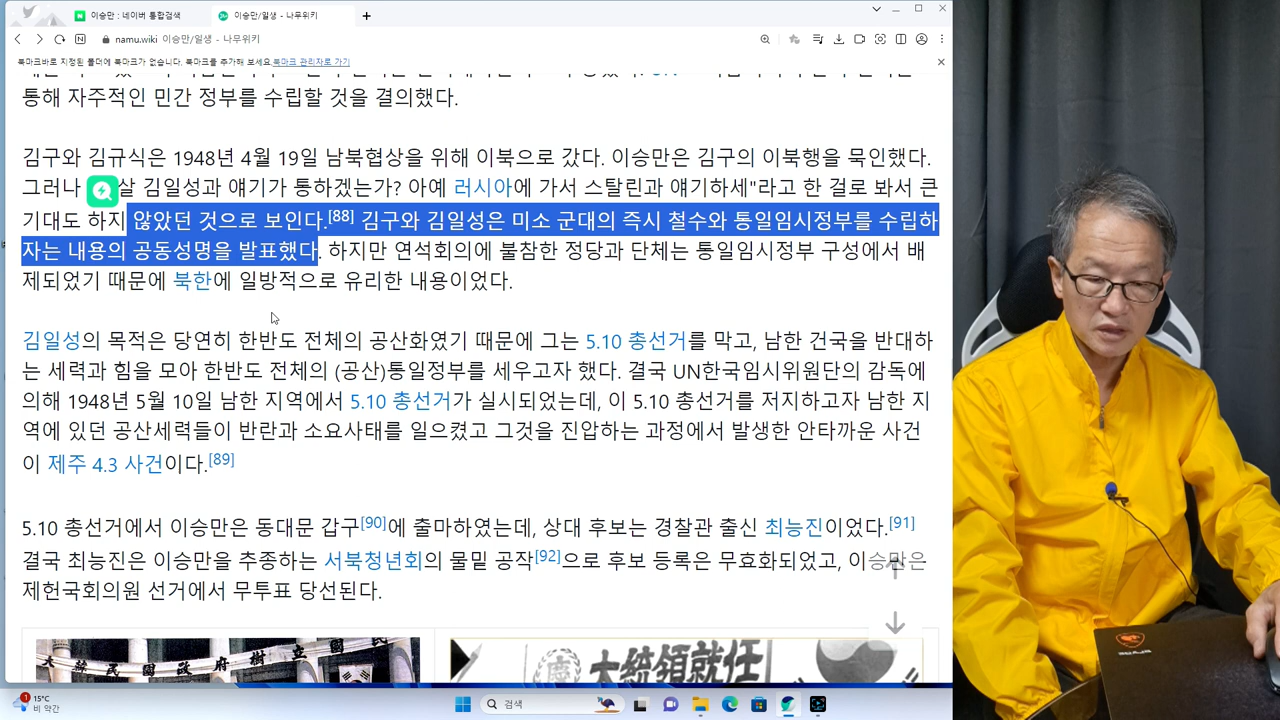 이승만 : 네이버 통합검색
이승만/일생 - 나무위키
namu.wiki 이승만/일생 - 나무위키
북마크바로 지정된 폴더에 북마크가 없습니다. 북마크를 추가해 보세요.북마크 관리자로 가기
통해 자주적인 민간 정부를 수립할 것을 결의했다.
김구와 김규식은 1948년 4월 19일 남북협상을 위해 이북으로 갔다. 이승만은 김구의 이북행을 묵인했다.
그러나 살 김일성과 얘기가 통하겠는가? 아예 러시아에 가서 스탈린과 얘기하세"라고 한 걸로 봐서 큰
기대도 하지 않았던 것으로 보인다.[88] 김구와 김일성은 미소 군대의 즉시 철수와 통일임시정부를 수립하
자는 내용의 공동성명을 발표했다. 하지만 연석회의에 불참한 정당과 단체는 통일임시정부 구성에서 배
제되었기 때문에 북한에 일방적으로 유리한 내용이었다.
김일성의 목적은 당연히 한반도 전체의 공산화였기 때문에 그는 5.10 총선거를 막고, 남한 건국을 반대하
는 세력과 힘을 모아 한반도 전체의 (공산)통일정부를 세우고자 했다. 결국 UN한국임시위원단의 감독에
의해 1948년 5월 10일 남한 지역에서 5.10 총선거가 실시되었는데, 이 5.10 총선거를 저지하고자 남한 지
역에 있던 공산세력들이 반란과 소요사태를 일으켰고 그것을 진압하는 과정에서 발생한 안타까운 사건
이 제주 4.3 사건이다.[89]
5.10 총선거에서 이승만은 동대문 갑구[90]에 출마하였는데, 상대 후보는 경찰관 출신 최능진이었다.[91]
결국 최능진은 이승만을 추종하는 서북청년회의 물밑 공작[92]으로 후보 등록은 무효화되었고, 이승만은
제헌국회의원 선거에서 무투표 당선된다.
大韓民國政府樹立國民
大統領就任
1
15°C
비 약간
검색